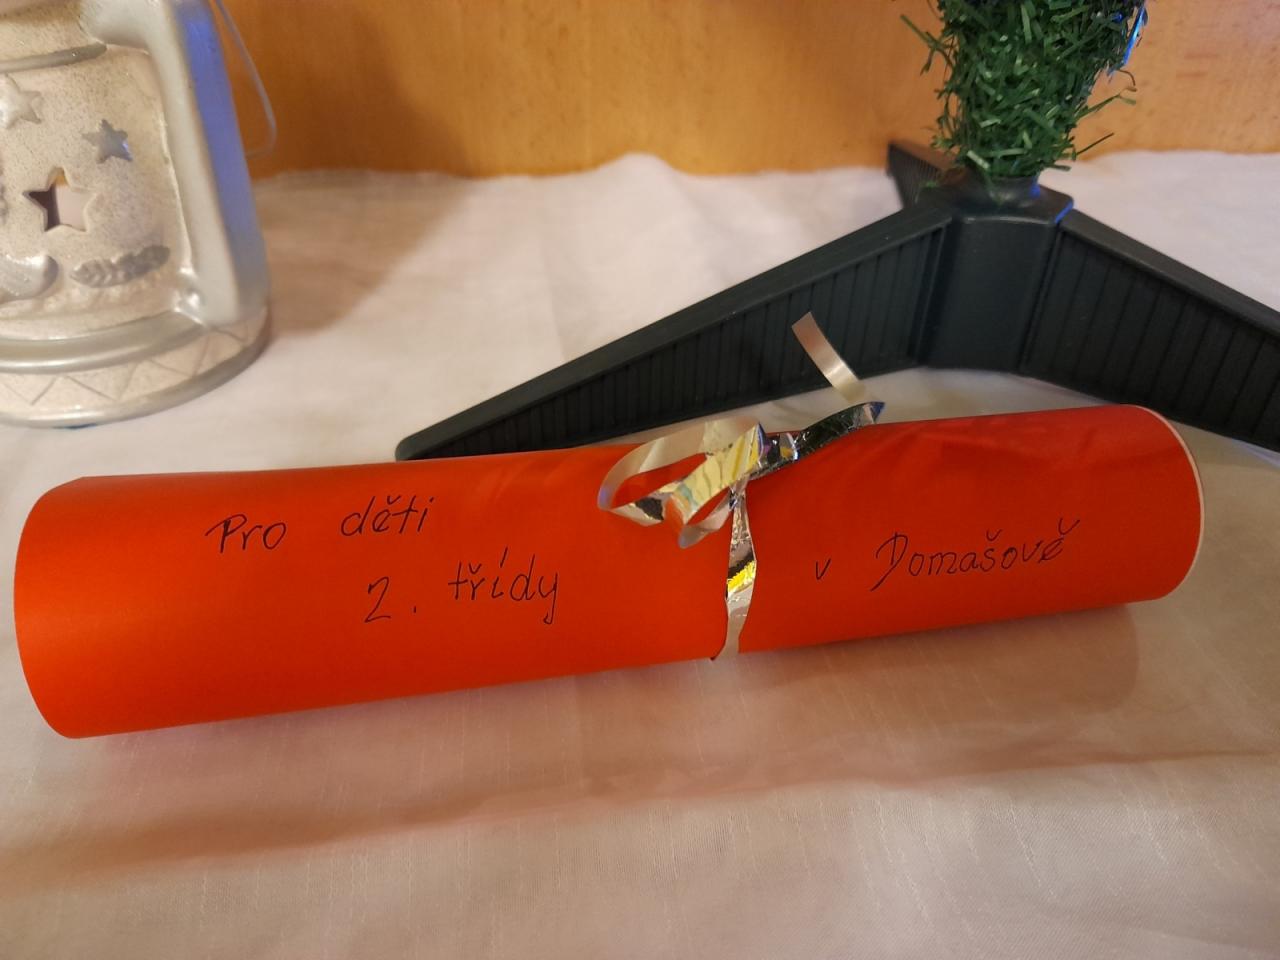 Pro děti
2. třídy v Domašově